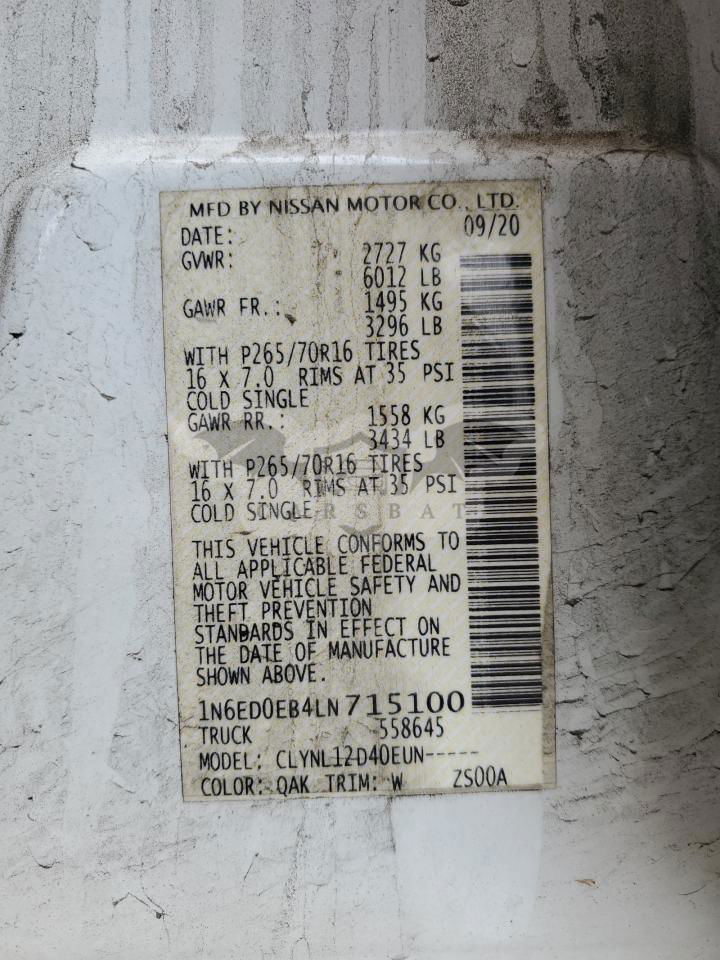 MFD BY NISSAN MOTOR CO., LTD.
DATE: 09/20
GVWR: 2727 KG
6012 LB
GAWR FR.: 1495 KG
3296 LB
WITH P265/70R16 TIRES
16 X 7.0 RIMS AT 35 PSI
COLD SINGLE
GAWR RR.: 1558 KG
3434 LB
WITH P265/70R16 TIRES
16 X 7.0 RIMS AT 35 PSI
COLD SINGLE
THIS VEHICLE CONFORMS TO
ALL APPLICABLE FEDERAL
MOTOR VEHICLE SAFETY AND
THEFT PREVENTION
STANDARDS IN EFFECT ON
THE DATE OF MANUFACTURE
SHOWN ABOVE.
1N6ED0EB4LN715100
TRUCK 558645
MODEL: CLYNL12D40EUN-----
COLOR: QAK TRIM: W ZS00A